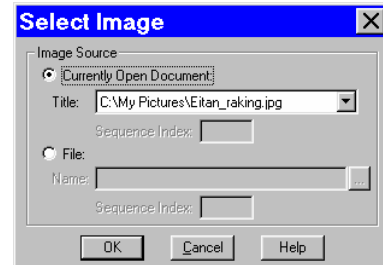 Select Image
Image Source
Currently Open Document:
Title: C:\My Pictures\Eitan_raking.jpg
Sequence Index:
File:
Name: ...
Sequence Index:
OK Cancel Help